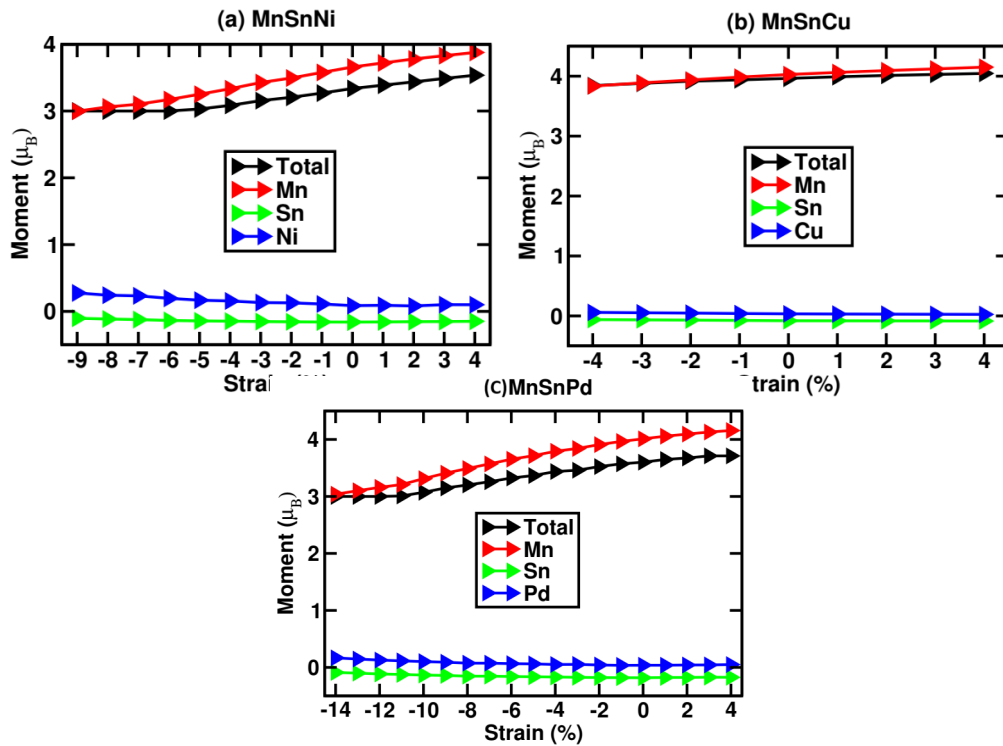 (a) MnSnNi
4
3
2
1
0
Moment (μB)
Total
Mn
Sn
Ni
-9 -8 -7 -6 -5 -4 -3 -2 -1 0 1 2 3 4
(b) MnSnCu
4
3
2
1
0
Moment (μB)
Total
Mn
Sn
Cu
-4 -3 -2 -1 0 1 2 3 4
train (%)
(C)MnSnPd
4
3
2
1
0
Moment (μB)
Total
Mn
Sn
Pd
-14 -12 -10 -8 -6 -4 -2 0 2 4
Strain (%)